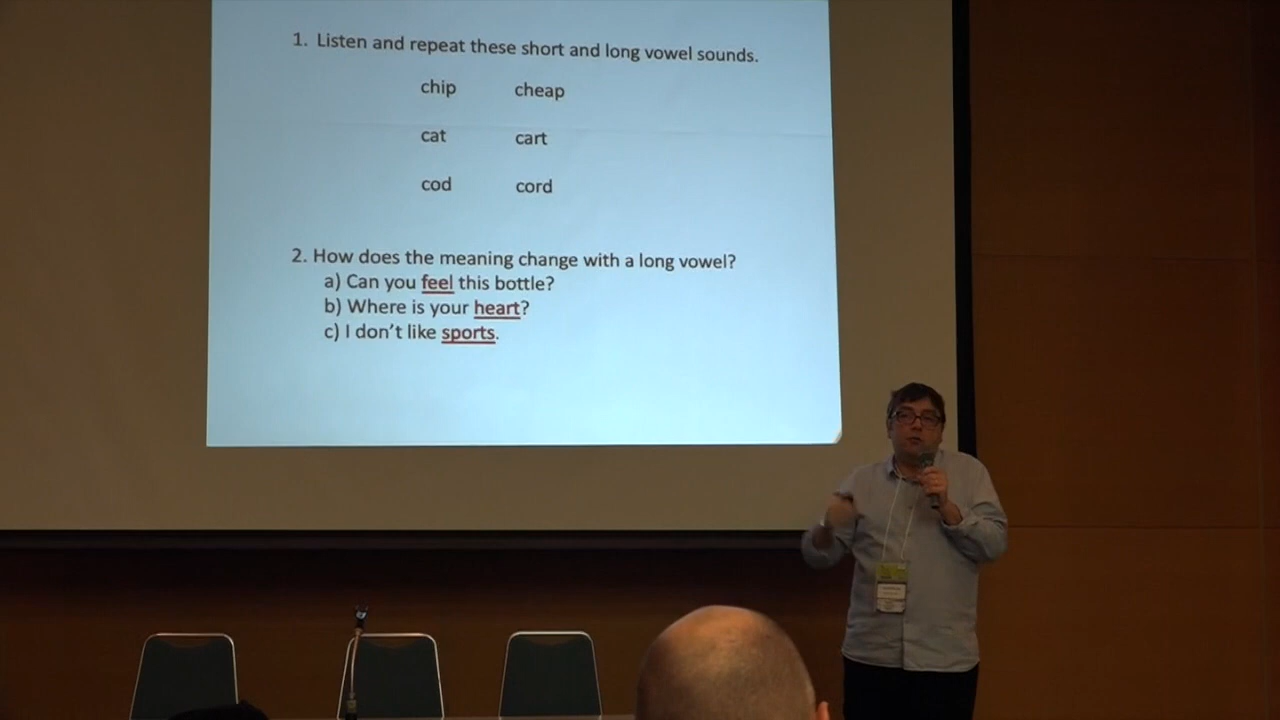 1. Listen and repeat these short and long vowel sounds.
chip cheap
cat cart
cod cord
2. How does the meaning change with a long vowel?
a) Can you feel this bottle?
b) Where is your heart?
c) I don't like sports.